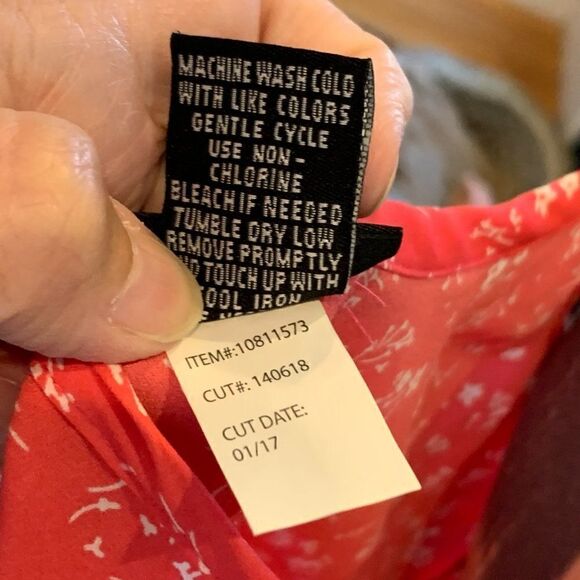 MACHINE WASH COLD
WITH LIKE COLORS
GENTLE CYCLE
USE NON-
CHLORINE
BLEACH IF NEEDED
TUMBLE DRY LOW
REMOVE PROMPTLY
TOUCH UP WITH
IRON
ITEM#:10811573
CUT#: 140618
CUT DATE:
01/17